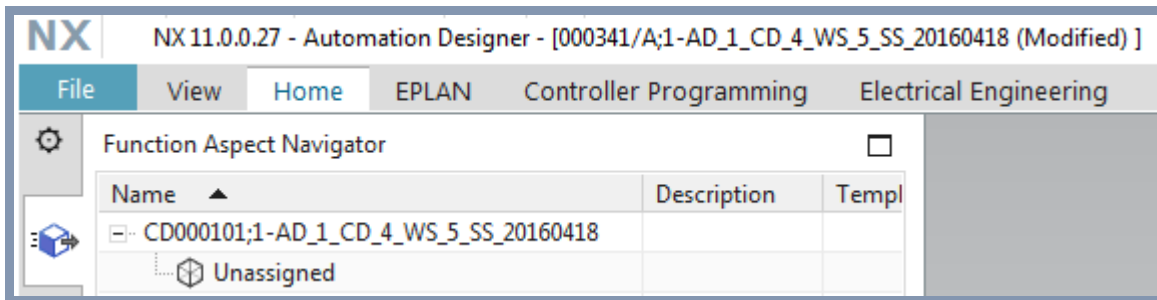 NX NX 11.0.0.27 - Automation Designer - [000341/A;1-AD_1_CD_4_WS_5_SS_20160418 (Modified) ]
File View Home EPLAN Controller Programming Electrical Engineering
Function Aspect Navigator
Name Description Templ
CD000101;1-AD_1_CD_4_WS_5_SS_20160418
Unassigned